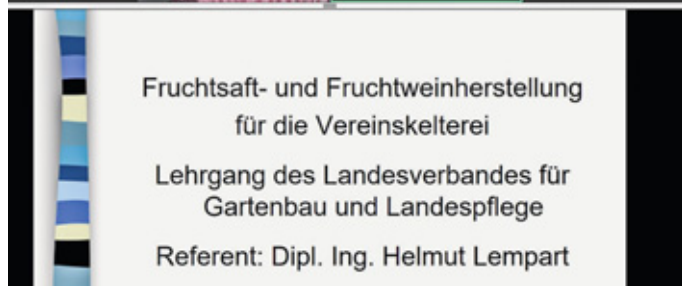 Fruchtsaft- und Fruchtweinherstellung
für die Vereinskelterei
Lehrgang des Landesverbandes für
Gartenbau und Landespflege
Referent: Dipl. Ing. Helmut Lempart